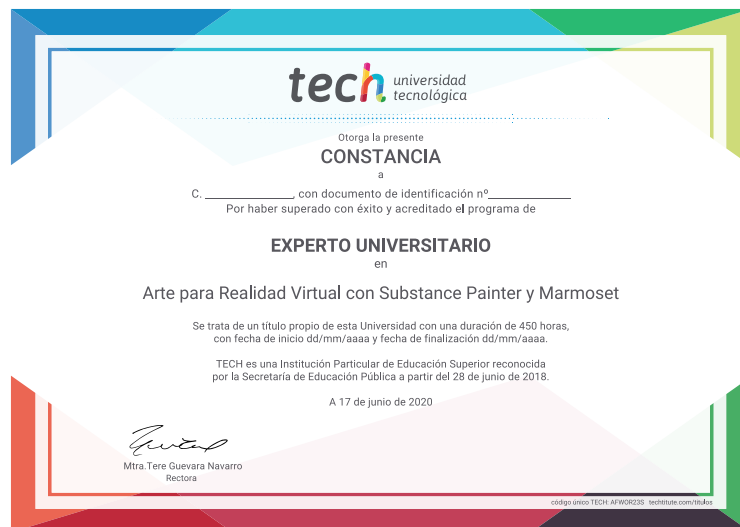 tech universidad
tecnológica
Otorga la presente
CONSTANCIA
a
C. ______________, con documento de identificación nº______________
Por haber superado con éxito y acreditado el programa de
EXPERTO UNIVERSITARIO
en
Arte para Realidad Virtual con Substance Painter y Marmoset
Se trata de un título propio de esta Universidad con una duración de 450 horas,
con fecha de inicio dd/mm/aaaa y fecha de finalización dd/mm/aaaa.
TECH es una Institución Particular de Educación Superior reconocida
por la Secretaría de Educación Pública a partir del 28 de junio de 2018.
A 17 de junio de 2020
Mtra.Tere Guevara Navarro
Rectora
código único TECH: AFWOR23S techtitute.com/titulos